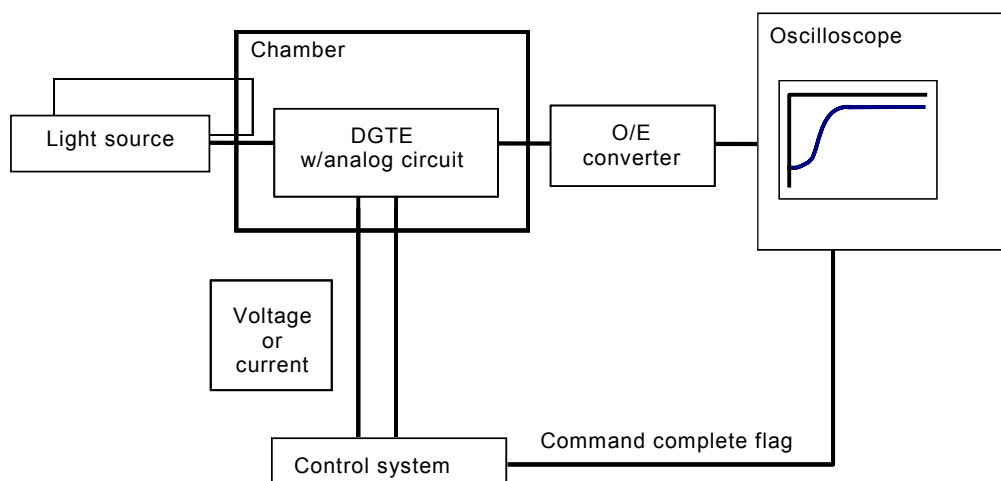 Chamber
Oscilloscope
Light source
DGTE
w/analog circuit
O/E
converter
Voltage
or
current
Command complete flag
Control system